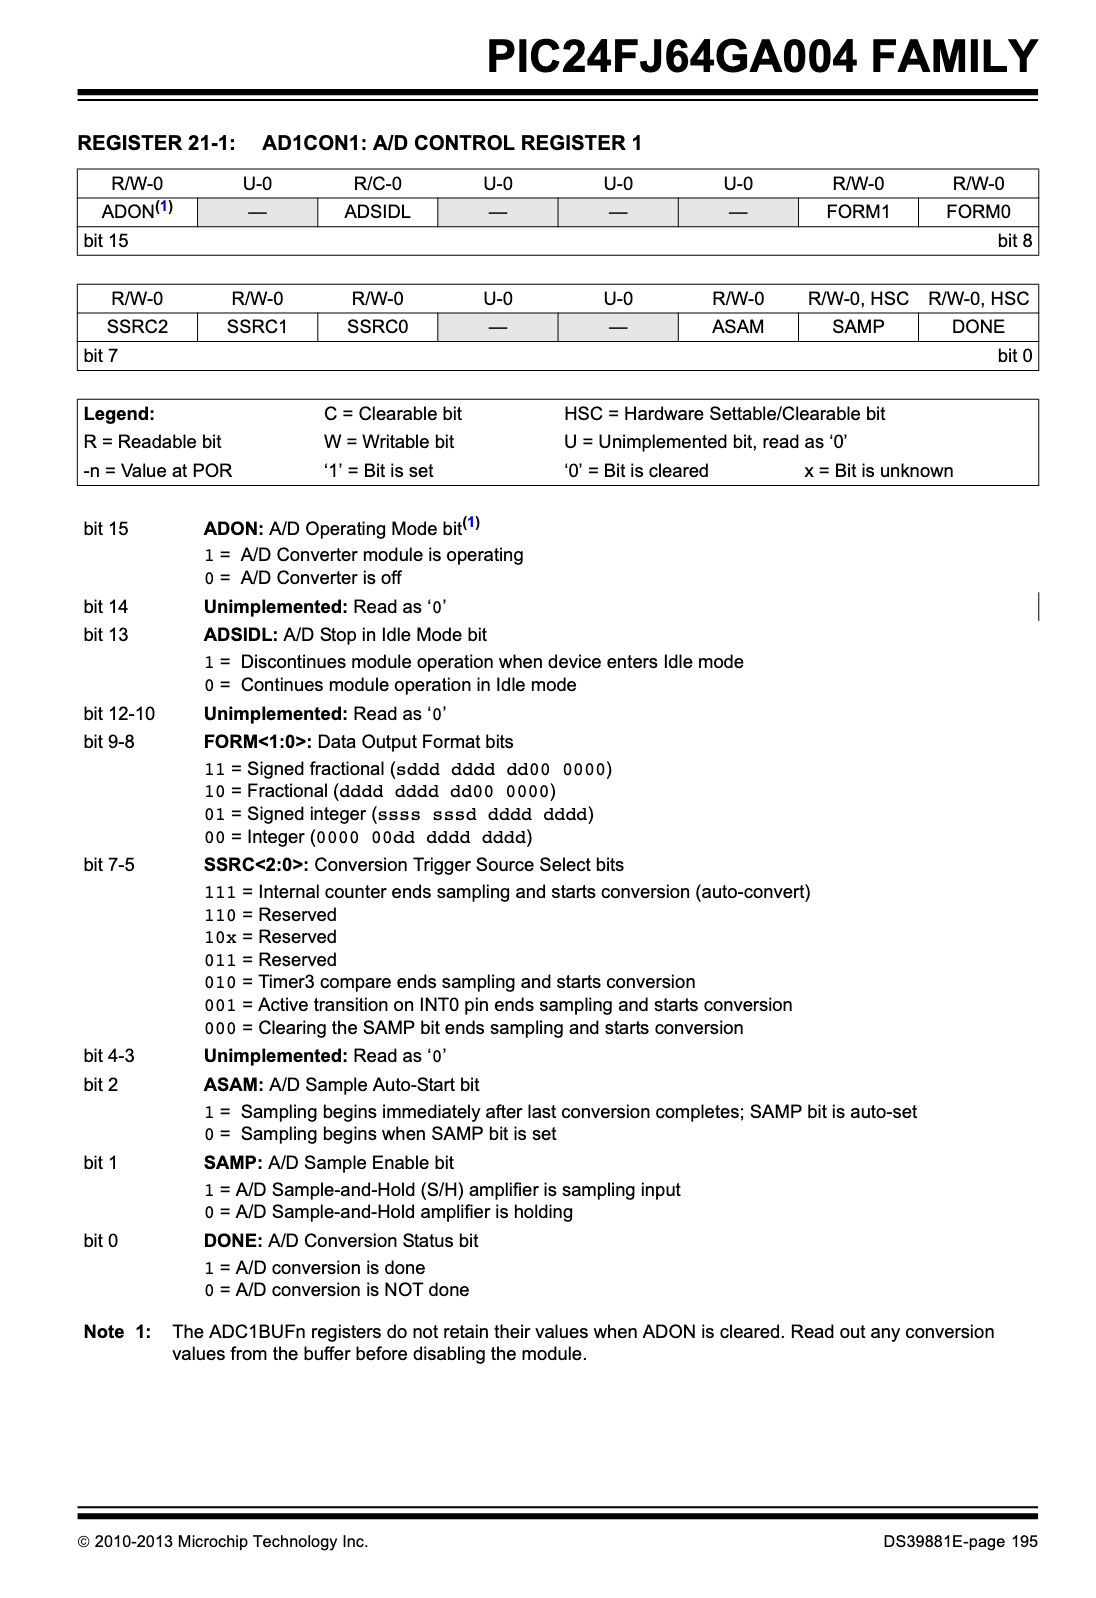 PIC24FJ64GA004 FAMILY
REGISTER 21-1: AD1CON1: A/D CONTROL REGISTER 1
R/W-0 U-0 R/C-0 U-0 U-0 U-0 R/W-0 R/W-0
ADON(1) — ADSIDL — — — FORM1 FORM0
bit 15 bit 8
R/W-0 R/W-0 R/W-0 U-0 U-0 R/W-0 R/W-0, HSC R/W-0, HSC
SSRC2 SSRC1 SSRC0 — — ASAM SAMP DONE
bit 7 bit 0
Legend: C = Clearable bit HSC = Hardware Settable/Clearable bit
R = Readable bit W = Writable bit U = Unimplemented bit, read as ‘0’
-n = Value at POR ‘1’ = Bit is set ‘0’ = Bit is cleared x = Bit is unknown
bit 15 ADON: A/D Operating Mode bit(1)
1 = A/D Converter module is operating
0 = A/D Converter is off
bit 14 Unimplemented: Read as ‘0’
bit 13 ADSIDL: A/D Stop in Idle Mode bit
1 = Discontinues module operation when device enters Idle mode
0 = Continues module operation in Idle mode
bit 12-10 Unimplemented: Read as ‘0’
bit 9-8 FORM<1:0>: Data Output Format bits
11 = Signed fractional (sddd dddd dd00 0000)
10 = Fractional (dddd dddd dd00 0000)
01 = Signed integer (ssss sssd dddd dddd)
00 = Integer (0000 00dd dddd dddd)
bit 7-5 SSRC<2:0>: Conversion Trigger Source Select bits
111 = Internal counter ends sampling and starts conversion (auto-convert)
110 = Reserved
10x = Reserved
011 = Reserved
010 = Timer3 compare ends sampling and starts conversion
001 = Active transition on INT0 pin ends sampling and starts conversion
000 = Clearing the SAMP bit ends sampling and starts conversion
bit 4-3 Unimplemented: Read as ‘0’
bit 2 ASAM: A/D Sample Auto-Start bit
1 = Sampling begins immediately after last conversion completes; SAMP bit is auto-set
0 = Sampling begins when SAMP bit is set
bit 1 SAMP: A/D Sample Enable bit
1 = A/D Sample-and-Hold (S/H) amplifier is sampling input
0 = A/D Sample-and-Hold amplifier is holding
bit 0 DONE: A/D Conversion Status bit
1 = A/D conversion is done
0 = A/D conversion is NOT done
Note 1: The ADC1BUFn registers do not retain their values when ADON is cleared. Read out any conversion
values from the buffer before disabling the module.
© 2010-2013 Microchip Technology Inc. DS39881E-page 195